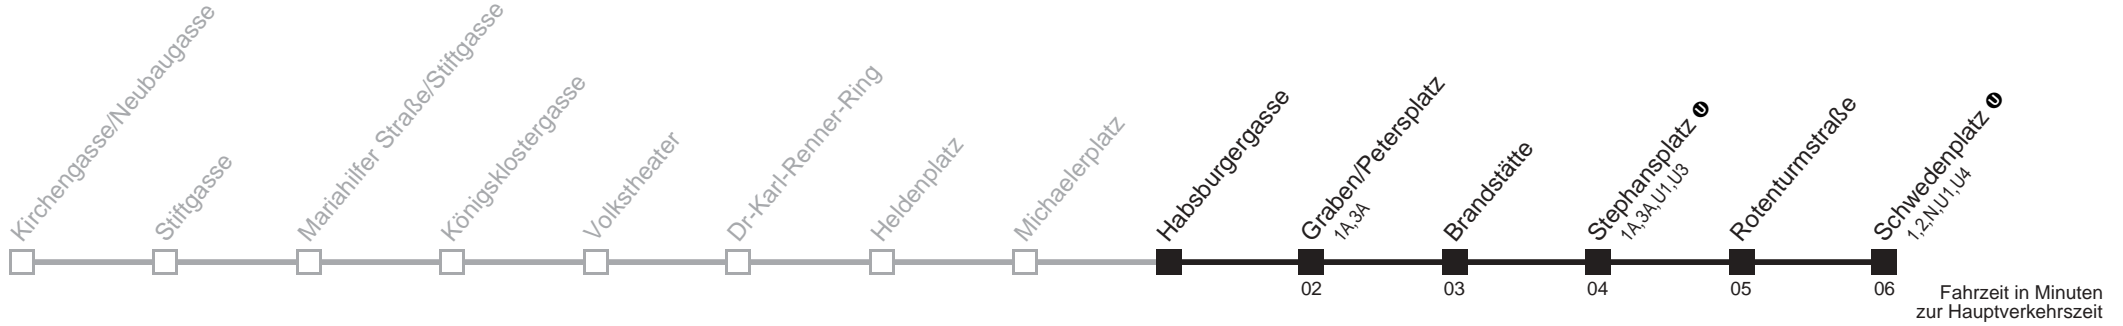 Kirchengasse/Neubaugasse
Stiftgasse
Mariahilfer Straße/Stiftgasse
Königsklostergasse
Volkstheater
Dr-Karl-Renner-Ring
Heldenplatz
Michaelerplatz
Habsburgergasse
Graben/Petersplatz
1A,3A
Brandstätte
Stephansplatz U
1A,3A,U1,U3
Rotenturmstraße
Schwedenplatz U
1,2,N,U1,U4
02
03
04
05
06
Fahrzeit in Minuten
zur Hauptverkehrszeit